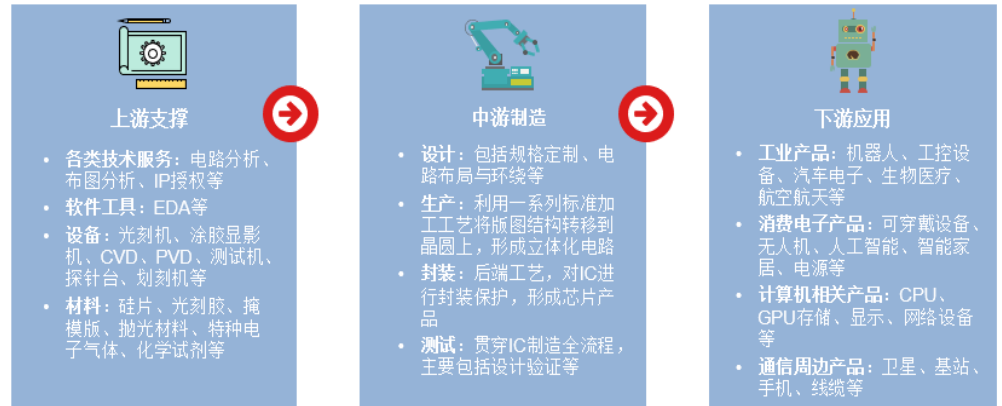 上游支撑
• 各类技术服务：电路分析、
布图分析、IP授权等
• 软件工具：EDA等
• 设备：光刻机、涂胶显影
机、CVD、PVD、测试机、
探针台、划刻机等
• 材料：硅片、光刻胶、掩
模版、抛光材料、特种电
子气体、化学试剂等
中游制造
• 设计：包括规格定制、电
路布局与环绕等
• 生产：利用一系列标准加
工工艺将版图结构转移到
晶圆上，形成立体化电路
• 封装：后端工艺，对IC进
行封装保护，形成芯片产
品
• 测试：贯穿IC制造全流程，
主要包括设计验证等
下游应用
• 工业产品：机器人、工控设
备、汽车电子、生物医疗、
航空航天等
• 消费电子产品：可穿戴设备、
无人机、人工智能、智能家
居、电源等
• 计算机相关产品：CPU、
GPU存储、显示、网络设备
等
• 通信周边产品：卫星、基站、
手机、线缆等